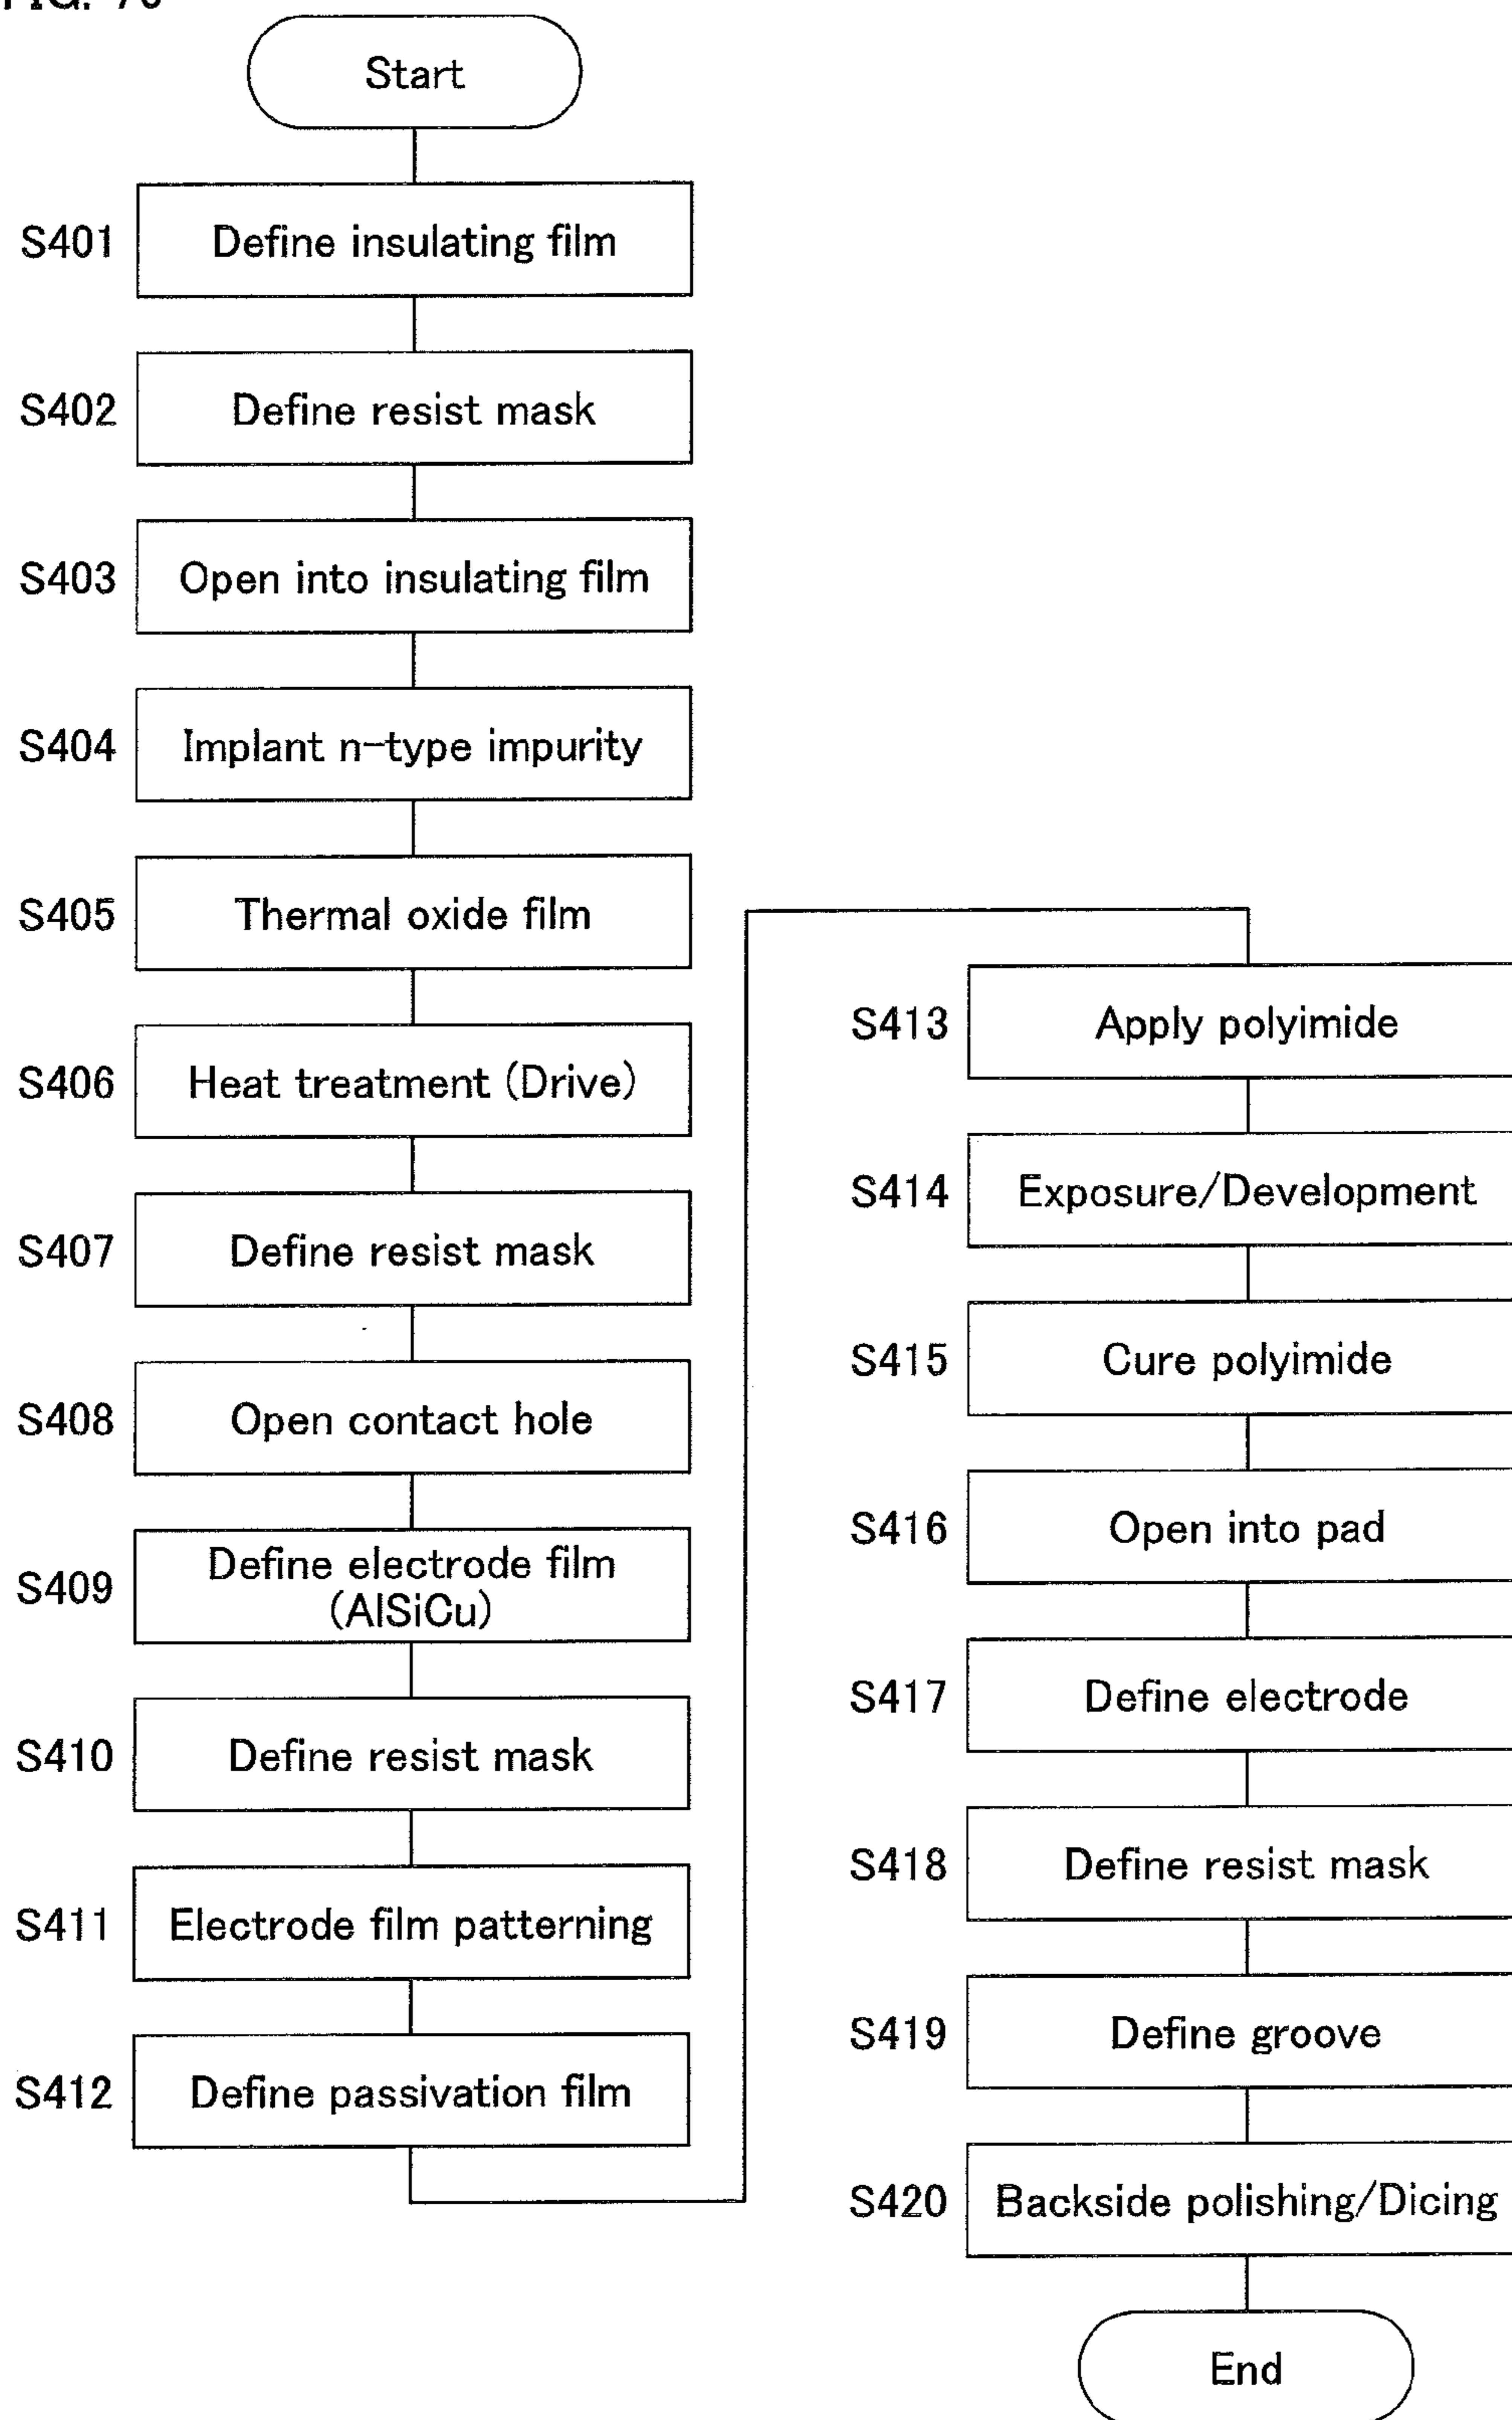 Start
S401 Define insulating film
S402 Define resist mask
S403 Open into insulating film
S404 Implant n-type impurity
S405 Thermal oxide film
S406 Heat treatment (Drive)
S407 Define resist mask
S408 Open contact hole
S409 Define electrode film
(AlSiCu)
S410 Define resist mask
S411 Electrode film patterning
S412 Define passivation film
S413 Apply polyimide
S414 Exposure/Development
S415 Cure polyimide
S416 Open into pad
S417 Define electrode
S418 Define resist mask
S419 Define groove
S420 Backside polishing/Dicing
End